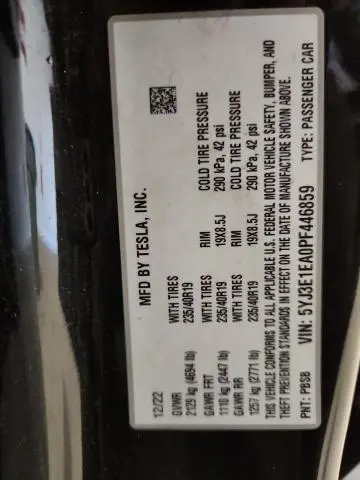 MFD BY TESLA, INC.
12/22
GVWR WITH TIRES RIM COLD TIRE PRESSURE
2129 kg (4694 lb) 235/40R19 19X8.5J 290 kPa, 42 psi
GAWR FRT WITH TIRES RIM COLD TIRE PRESSURE
1110 kg (2447 lb) 235/40R19 19X8.5J 290 kPa, 42 psi
GAWR RR
1257 kg (2771 lb) 235/40R19
THIS VEHICLE CONFORMS TO ALL APPLICABLE U.S. FEDERAL MOTOR VEHICLE SAFETY, BUMPER, AND
THEFT PREVENTION STANDARDS IN EFFECT ON THE DATE OF MANUFACTURE SHOWN ABOVE.
VIN: 5YJ3E1EA0PF446859
PNT: PBSB TYPE: PASSENGER CAR